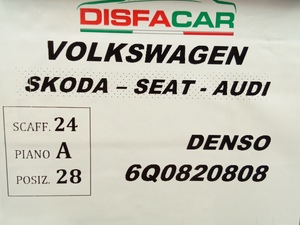 DISFACAR
VOLKSWAGEN
SKODA – SEAT - AUDI
SCAFF. 24
PIANO A
POSIZ. 28
DENSO
6Q0820808